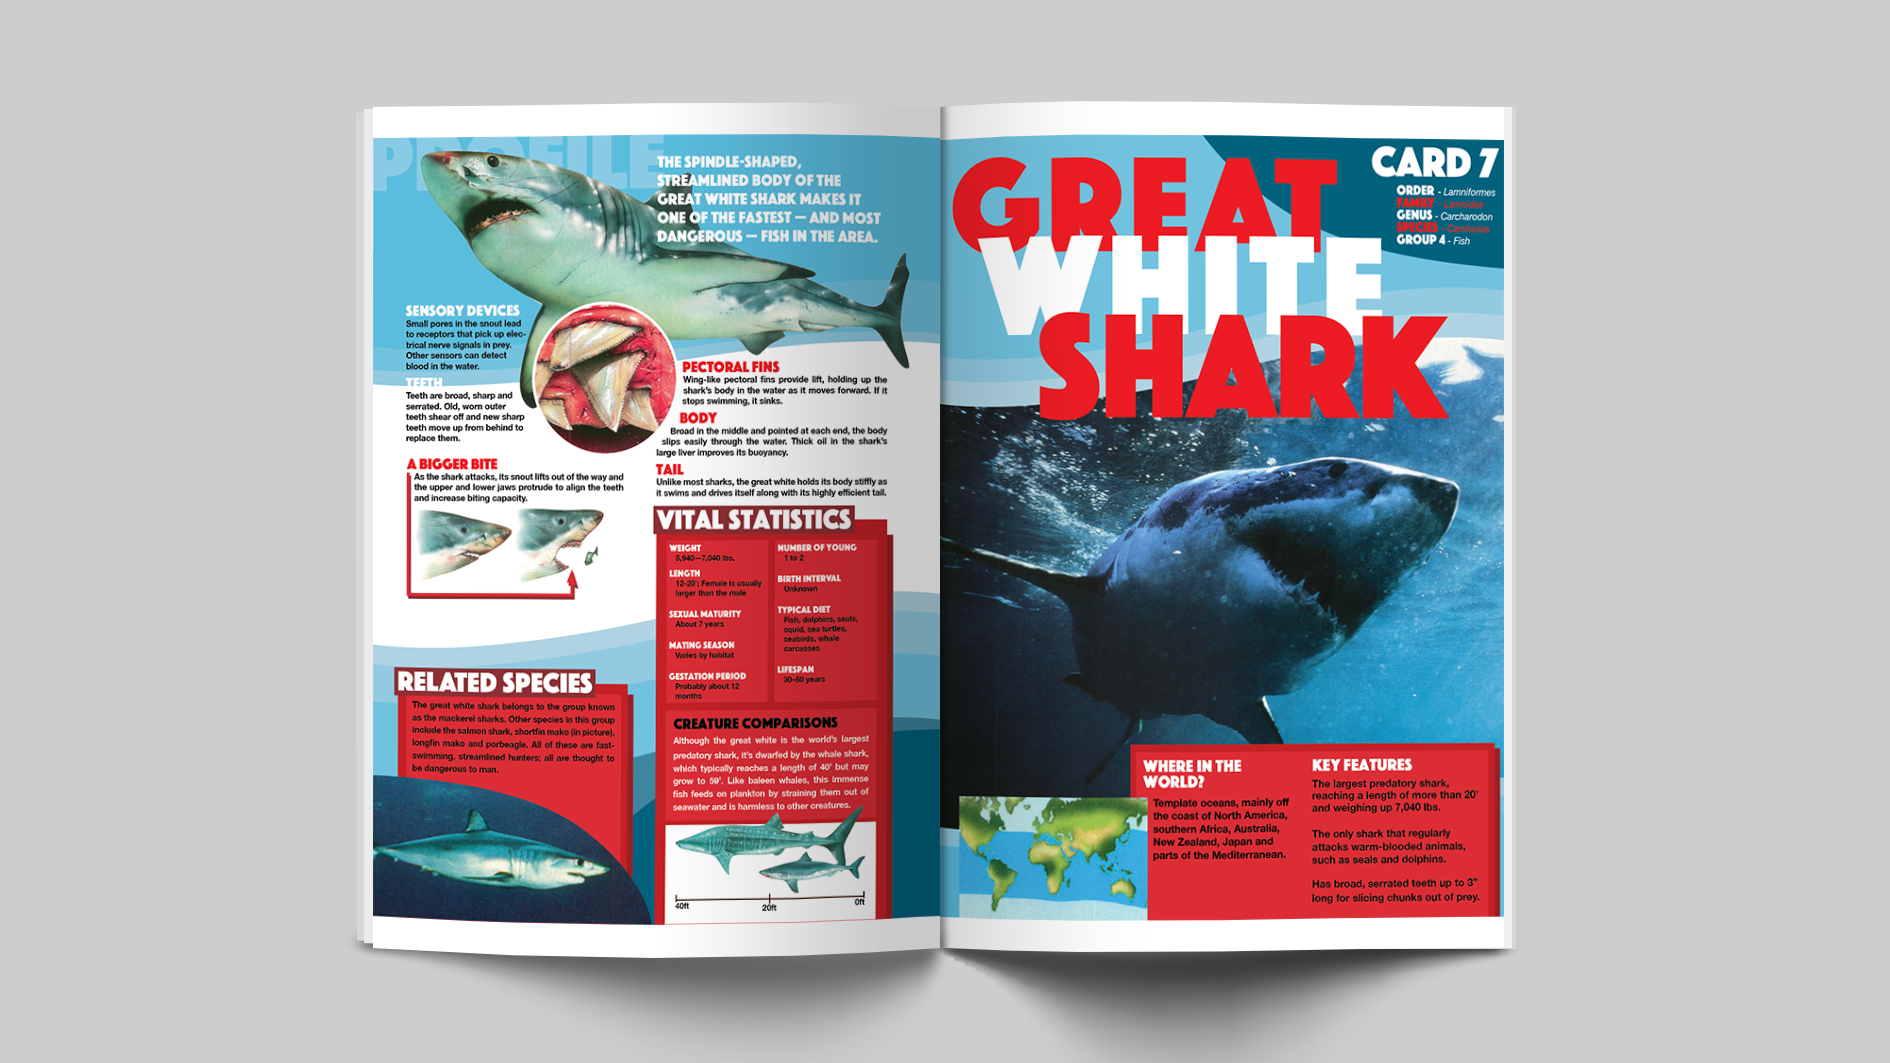 PROFILE
THE SPINDLE-SHAPED,
STREAMLINED BODY OF THE
GREAT WHITE SHARK MAKES IT
ONE OF THE FASTEST — AND MOST
DANGEROUS — FISH IN THE AREA.
SENSORY DEVICES
Small pores in the snout lead
to receptors that pick up elec-
trical nerve signals in prey.
Other sensors can detect
blood in the water.
TEETH
Teeth are broad, sharp and
serrated. Old, worn outer
teeth shear off and new sharp
teeth move up from behind to
replace them.
A BIGGER BITE
As the shark attacks, its snout lifts out of the way and
the upper and lower jaws protrude to align the teeth
and increase biting capacity.
PECTORAL FINS
Wing-like pectoral fins provide lift, holding up the
shark's body in the water as it moves forward. If it
stops swimming, it sinks.
BODY
Broad in the middle and pointed at each end, the body
slips easily through the water. Thick oil in the shark's
large liver improves its buoyancy.
TAIL
Unlike most sharks, the great white holds its body stiffly as
it swims and drives itself along with its highly efficient tail.
VITAL STATISTICS
WEIGHT
5,940—7,040 lbs.
LENGTH
12-20'; Female is usually
larger than the male
SEXUAL MATURITY
About 7 years
MATING SEASON
Varies by habitat
GESTATION PERIOD
Probably about 12
months
NUMBER OF YOUNG
1 to 2
BIRTH INTERVAL
Unknown
TYPICAL DIET
Fish, dolphins, seals,
squid, sea turtles,
seabirds, whale
carcasses
LIFESPAN
30-50 years
CREATURE COMPARISONS
Although the great white is the world's largest
predatory shark, it's dwarfed by the whale shark,
which typically reaches a length of 40' but may
grow to 59'. Like baleen whales, this immense
fish feeds on plankton by straining them out of
seawater and is harmless to other creatures.
40ft
20ft
0ft
RELATED SPECIES
The great white shark belongs to the group known
as the mackerel sharks. Other species in this group
include the salmon shark, shortfin mako (in picture),
longfin mako and porbeagle. All of these are fast-
swimming, streamlined hunters; all are thought to
be dangerous to man.
GREAT
WHITE
SHARK
CARD 7
ORDER - Lamniformes
FAMILY - Lamnidae
GENUS - Carcharodon
SPECIES - Carcharias
GROUP 4 - Fish
WHERE IN THE
WORLD?
Template oceans, mainly off
the coast of North America,
southern Africa, Australia,
New Zealand, Japan and
parts of the Mediterranean.
KEY FEATURES
The largest predatory shark,
reaching a length of more than 20'
and weighing up 7,040 lbs.
The only shark that regularly
attacks warm-blooded animals,
such as seals and dolphins.
Has broad, serrated teeth up to 3"
long for slicing chunks out of prey.